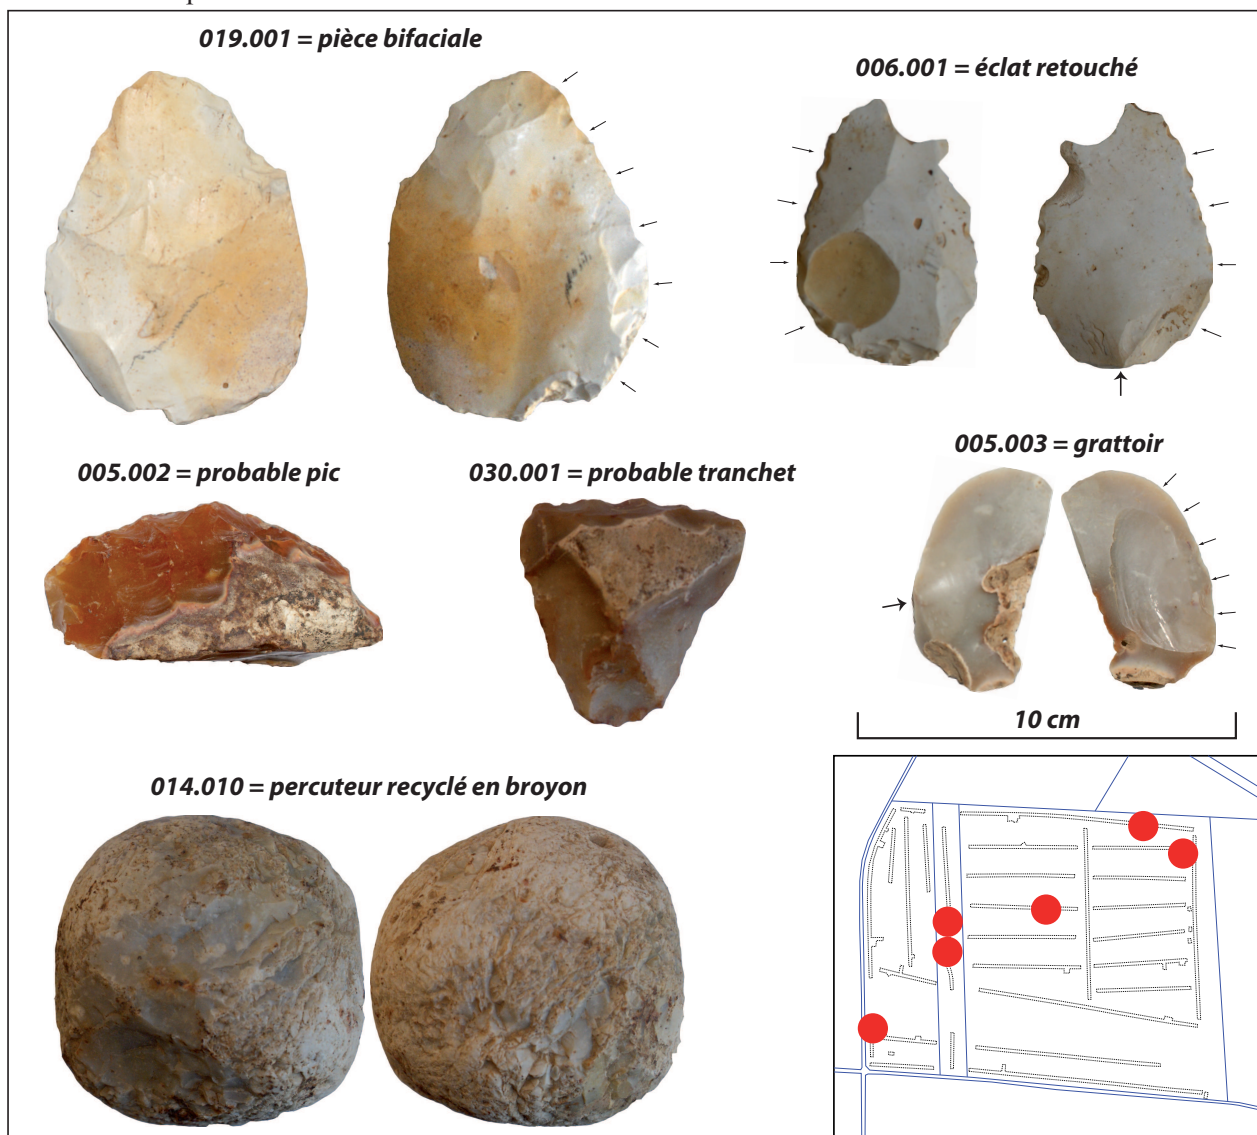 019.001 = pièce bifaciale
006.001 = éclat retouché
005.002 = probable pic
030.001 = probable tranchet
005.003 = grattoir
10 cm
014.010 = percuteur recyclé en broyon